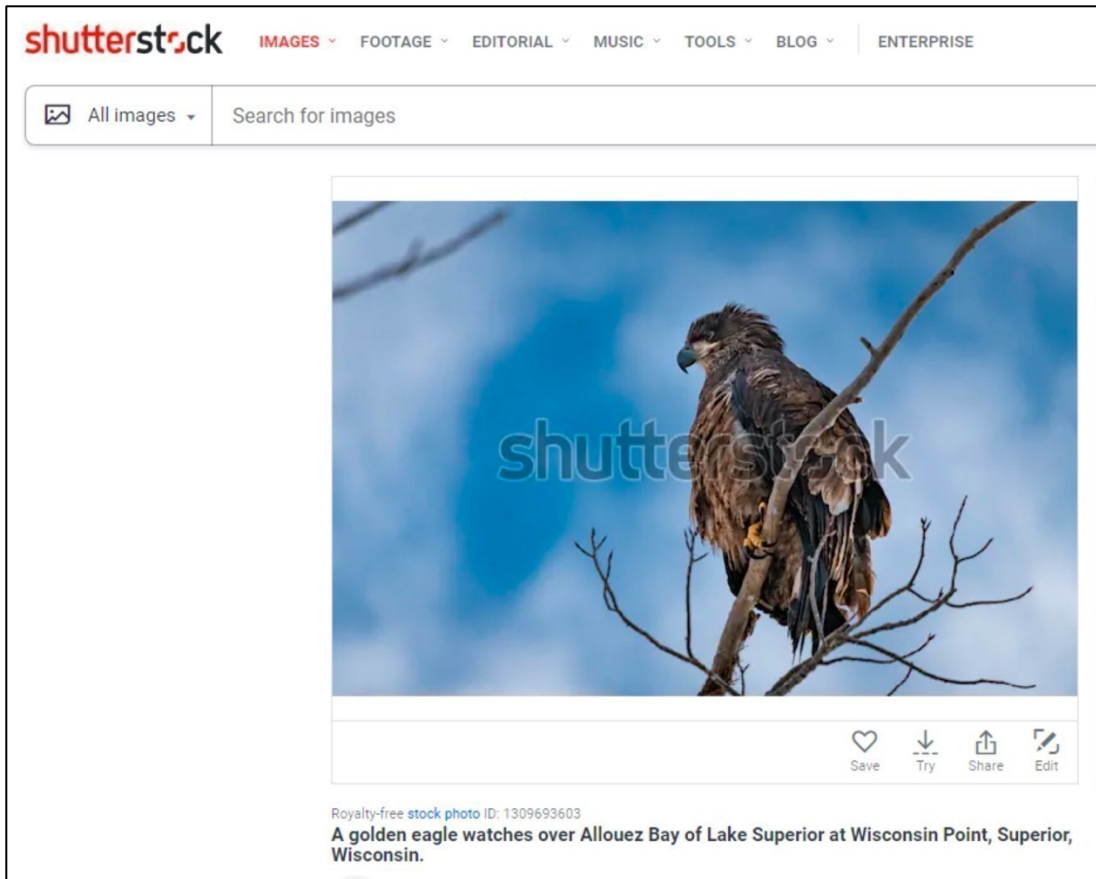 shutterstock IMAGES FOOTAGE EDITORIAL MUSIC TOOLS BLOG ENTERPRISE
All images Search for images
shutterstock
Save Try Share Edit
Royalty-free stock photo ID: 1309693603
A golden eagle watches over Allouez Bay of Lake Superior at Wisconsin Point, Superior,
Wisconsin.